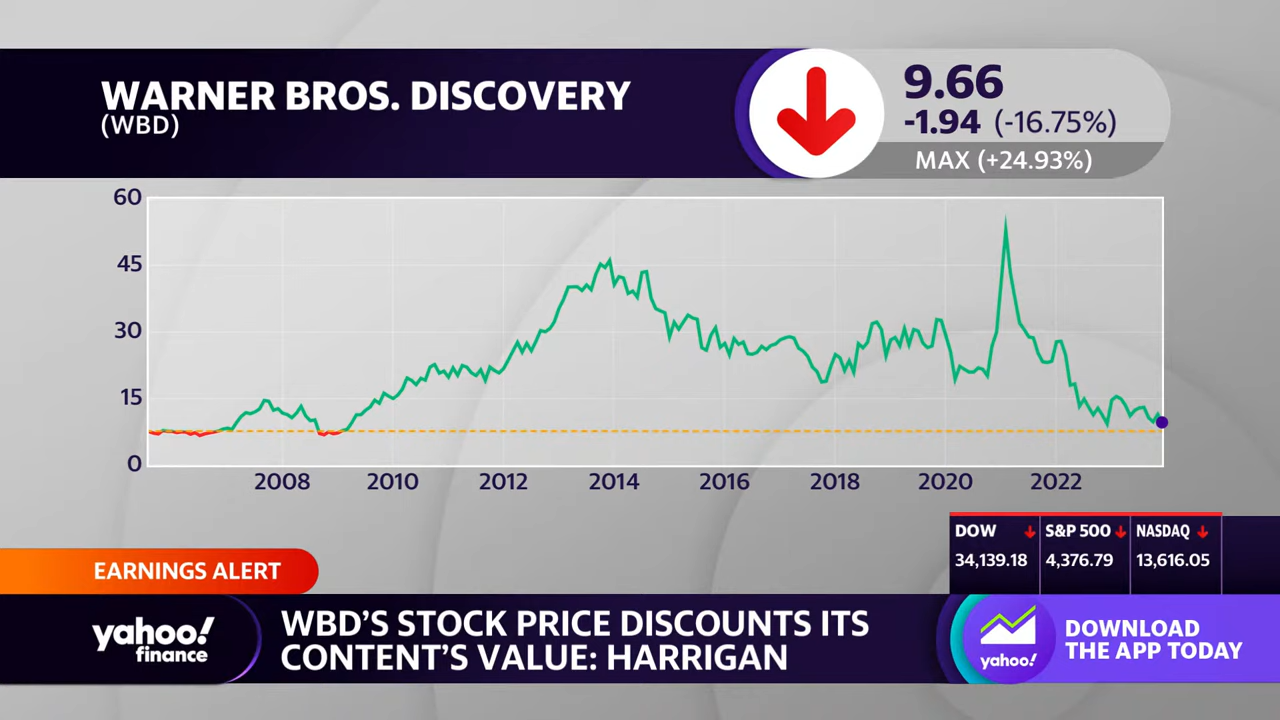 WARNER BROS. DISCOVERY
(WBD)
9.66
-1.94 (-16.75%)
MAX (+24.93%)
60
45
30
15
0
2008 2010 2012 2014 2016 2018 2020 2022
DOW S&P 500 NASDAQ
34,139.18 4,376.79 13,616.05
EARNINGS ALERT
yahoo!
finance
WBD'S STOCK PRICE DISCOUNTS ITS
CONTENT'S VALUE: HARRIGAN
yahoo!
DOWNLOAD
THE APP TODAY